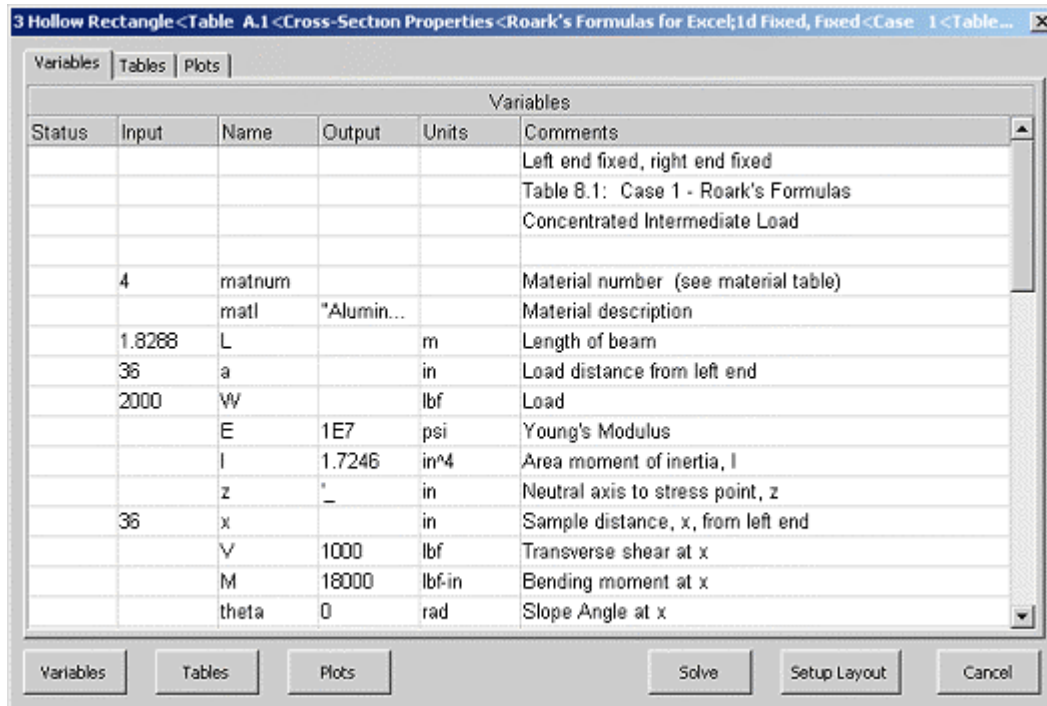 3 Hollow Rectangle<Table A.1<Cross-Section Properties<Roark's Formulas for Excel;1d Fixed, Fixed<Case 1<Table...
Variables Tables Plots
Variables
Status Input Name Output Units Comments
Left end fixed, right end fixed
Table 8.1: Case 1 - Roark's Formulas
Concentrated Intermediate Load
4 matnum Material number (see material table)
matl "Alumin... Material description
1.8288 L m Length of beam
36 a in Load distance from left end
2000 W lbf Load
E 1E7 psi Young's Modulus
I 1.7246 in^4 Area moment of inertia, I
z '_ in Neutral axis to stress point, z
36 x in Sample distance, x, from left end
V 1000 lbf Transverse shear at x
M 18000 lbf-in Bending moment at x
theta 0 rad Slope Angle at x
Variables Tables Plots Solve Setup Layout Cancel